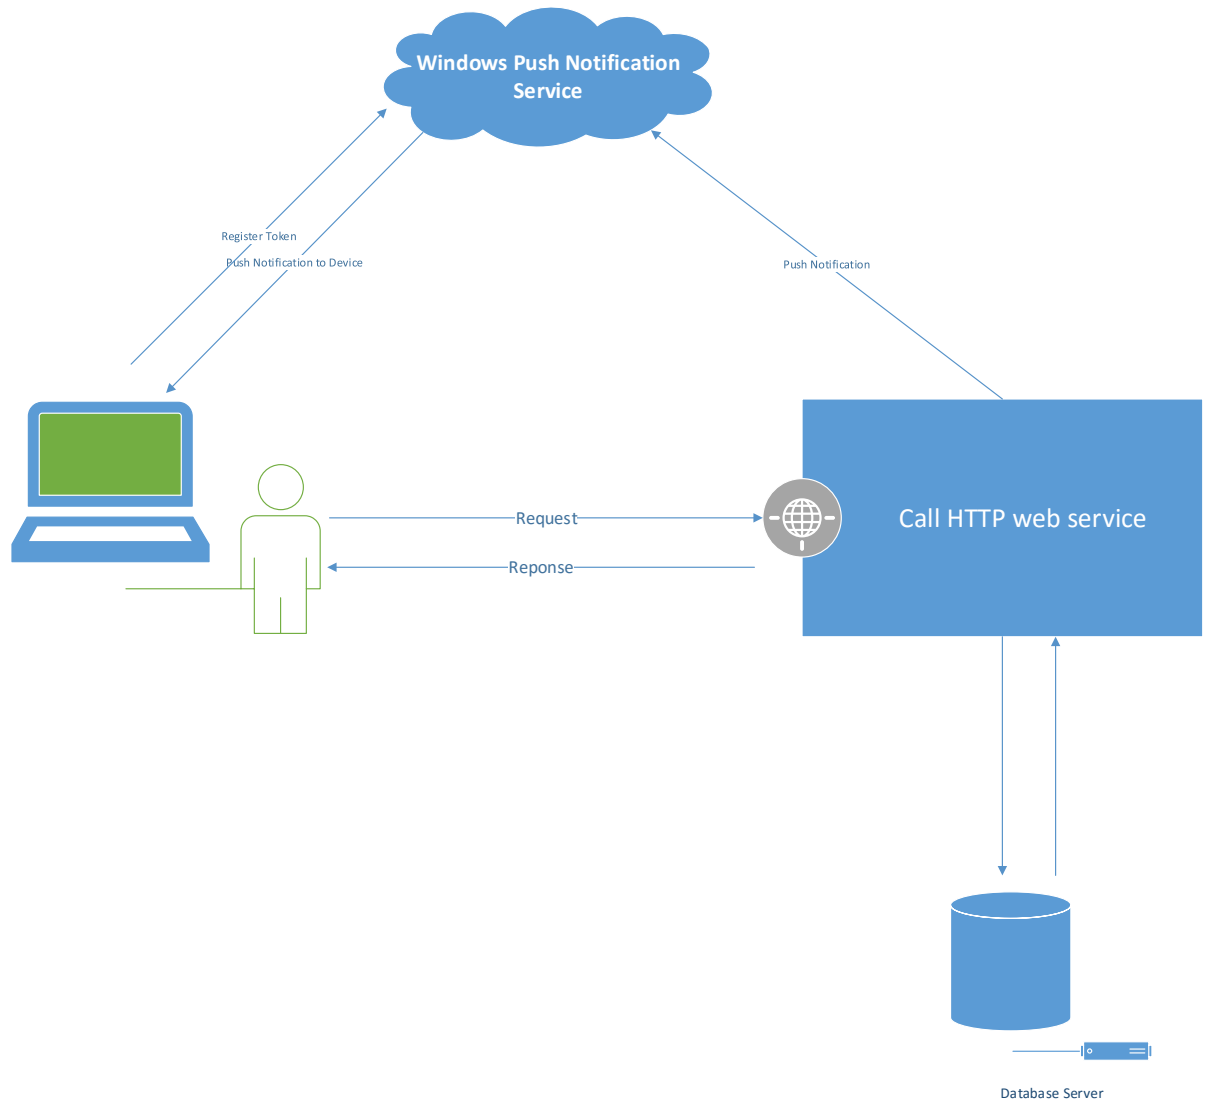 Windows Push Notification
Service
Register Token
Push Notification to Device
Push Notification
Request
Call HTTP web service
Reponse
Database Server